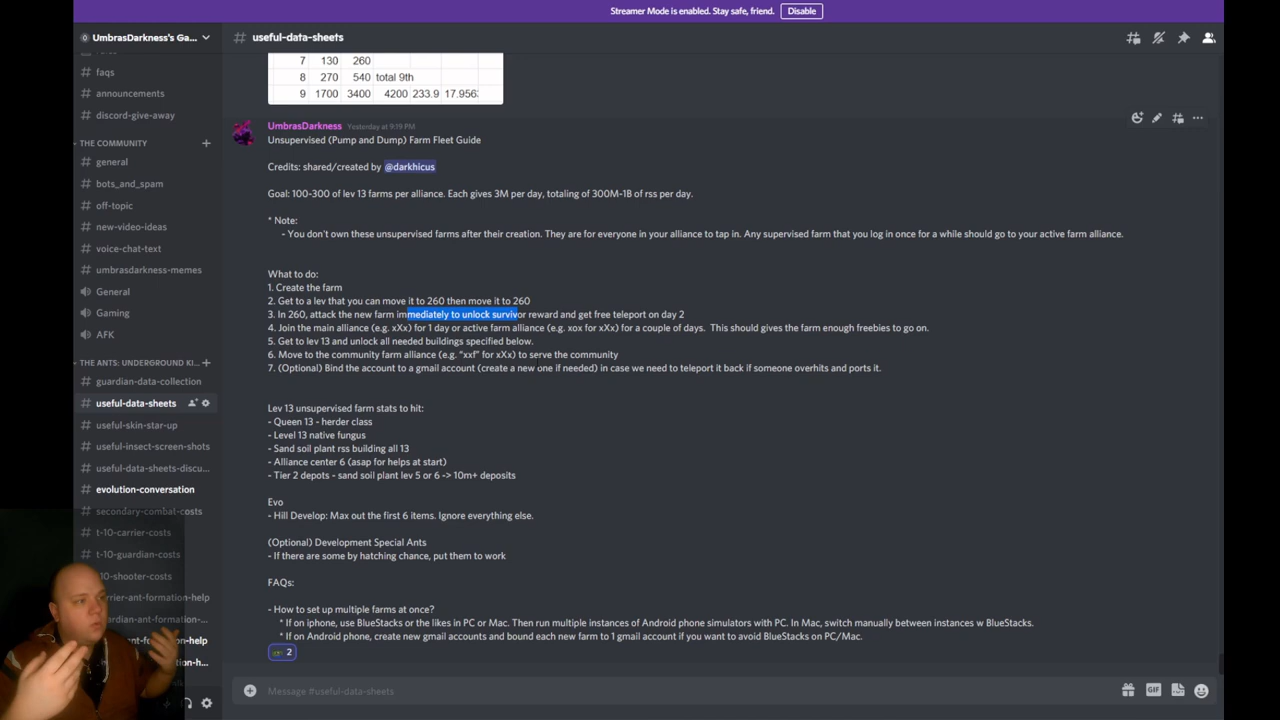 Streamer Mode is enabled. Stay safe, friend.
Disable
UmbrasDarkness's Ga...
# useful-data-sheets
faqs
# announcements
# discord-give-away
THE COMMUNITY
# general
# bots_and_spam
# off-topic
# new-video-ideas
# voice-chat-text
# umbrasdarkness-memes
General
Gaming
AFK
THE ANTS: UNDERGROUND KI...
# guardian-data-collection
# useful-data-sheets
# useful-skin-star-up
# useful-insect-screen-shots
# useful-data-sheets-discu...
# evolution-conversation
# secondary-combat-costs
# t-10-carrier-costs
# t-10-guardian-costs
-10-shooter-costs
arrier-ant-formation-help
ardian-ant-formation-...
ant-formation-help
7 130 260
8 270 540 total 9th
9 1700 3400 4200 233.9 17.956
UmbrasDarkness Yesterday at 9:19 PM
Unsupervised (Pump and Dump) Farm Fleet Guide
Credits: shared/created by @darkhicus
Goal: 100-300 of lev 13 farms per alliance. Each gives 3M per day, totaling of 300M-1B of rss per day.
* Note:
- You don't own these unsupervised farms after their creation. They are for everyone in your alliance to tap in. Any supervised farm that you log in once for a while should go to your active farm alliance.
What to do:
1. Create the farm
2. Get to a lev that you can move it to 260 then move it to 260
3. In 260, attack the new farm immediately to unlock survivor reward and get free teleport on day 2
4. Join the main alliance (e.g. xXx) for 1 day or active farm alliance (e.g. xox for xXx) for a couple of days. This should gives the farm enough freebies to go on.
5. Get to lev 13 and unlock all needed buildings specified below.
6. Move to the community farm alliance (e.g. "xxf" for xXx) to serve the community
7. (Optional) Bind the account to a gmail account (create a new one if needed) in case we need to teleport it back if someone overhits and ports it.
Lev 13 unsupervised farm stats to hit:
- Queen 13 - herder class
- Level 13 native fungus
- Sand soil plant rss building all 13
- Alliance center 6 (asap for helps at start)
- Tier 2 depots - sand soil plant lev 5 or 6 -> 10m+ deposits
Evo
- Hill Develop: Max out the first 6 items. Ignore everything else.
(Optional) Development Special Ants
- If there are some by hatching chance, put them to work
FAQs:
- How to set up multiple farms at once?
* If on iphone, use BlueStacks or the likes in PC or Mac. Then run multiple instances of Android phone simulators with PC. In Mac, switch manually between instances w BlueStacks.
* If on Android phone, create new gmail accounts and bound each new farm to 1 gmail account if you want to avoid BlueStacks on PC/Mac.
2
Message #useful-data-sheets
GIF